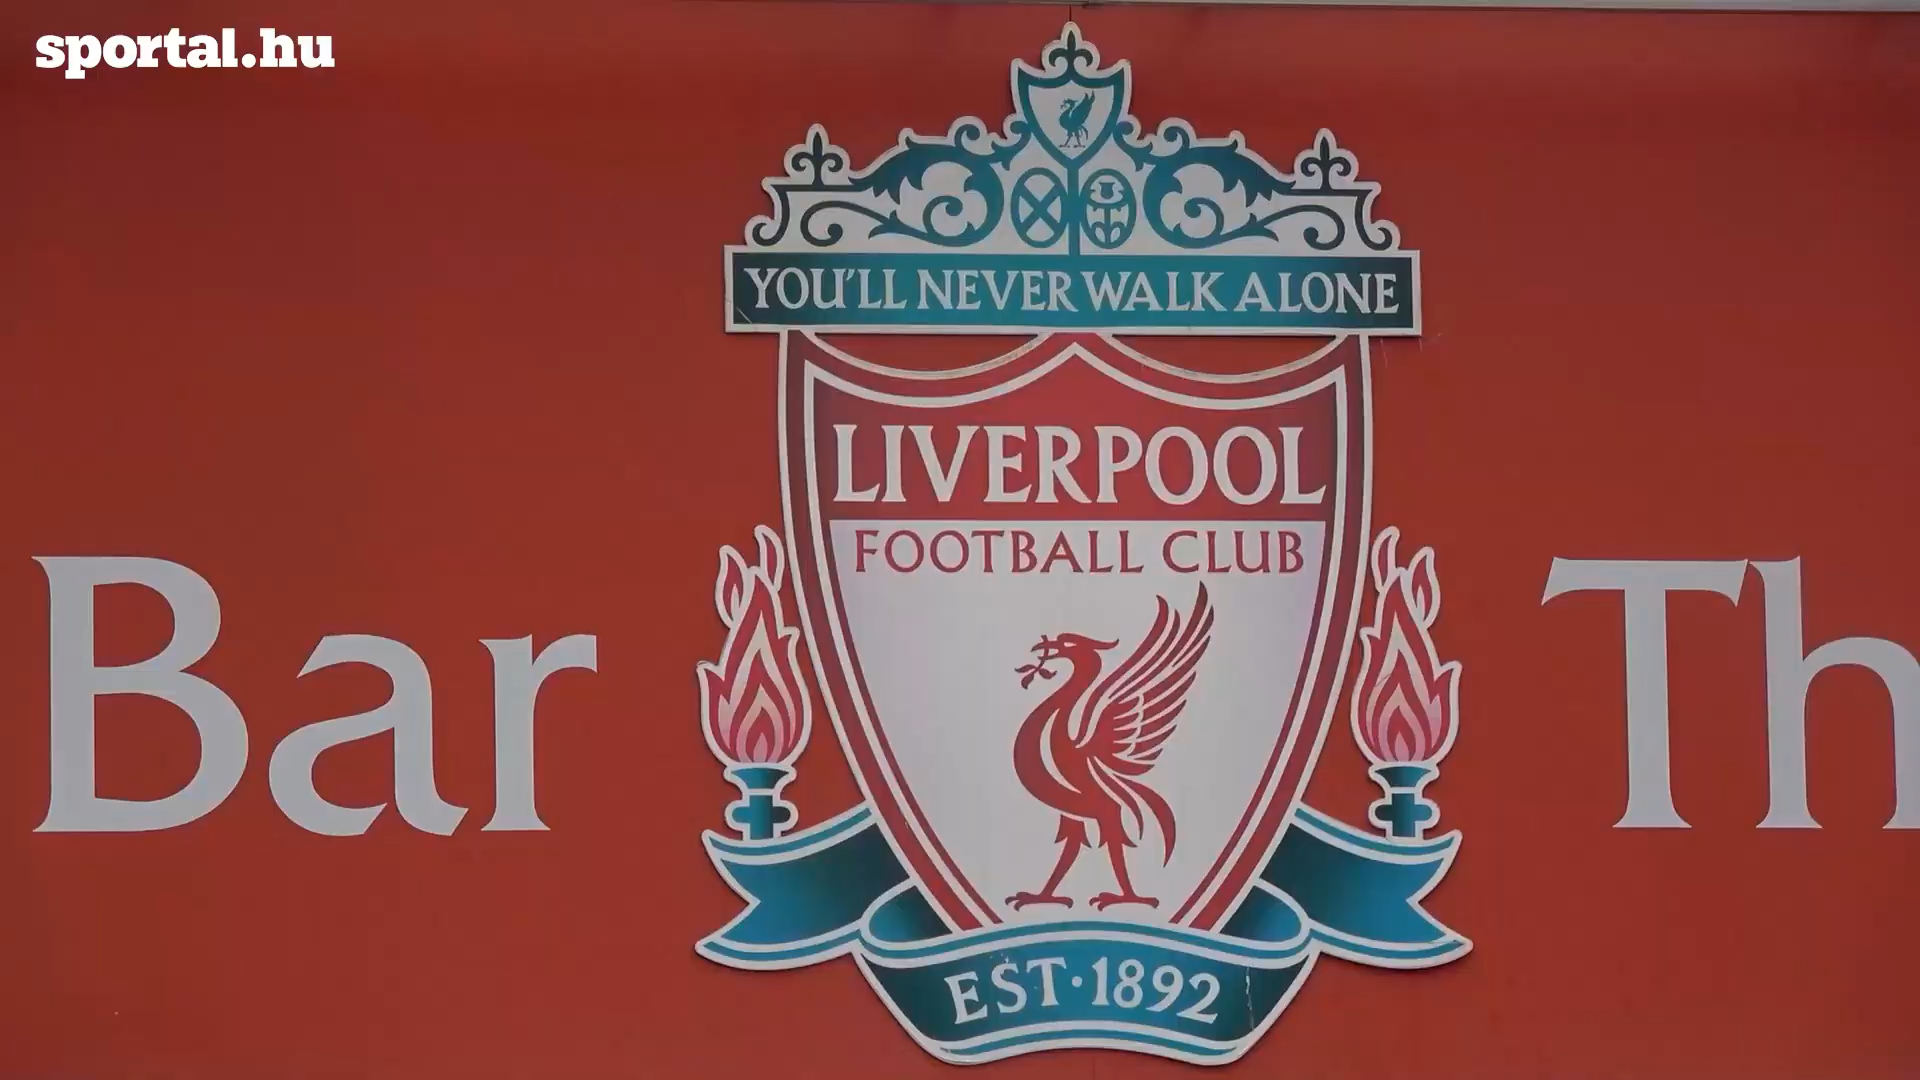 sportal.hu
YOU'LL NEVER WALK ALONE
LIVERPOOL
FOOTBALL CLUB
Bar
Th
EST·1892